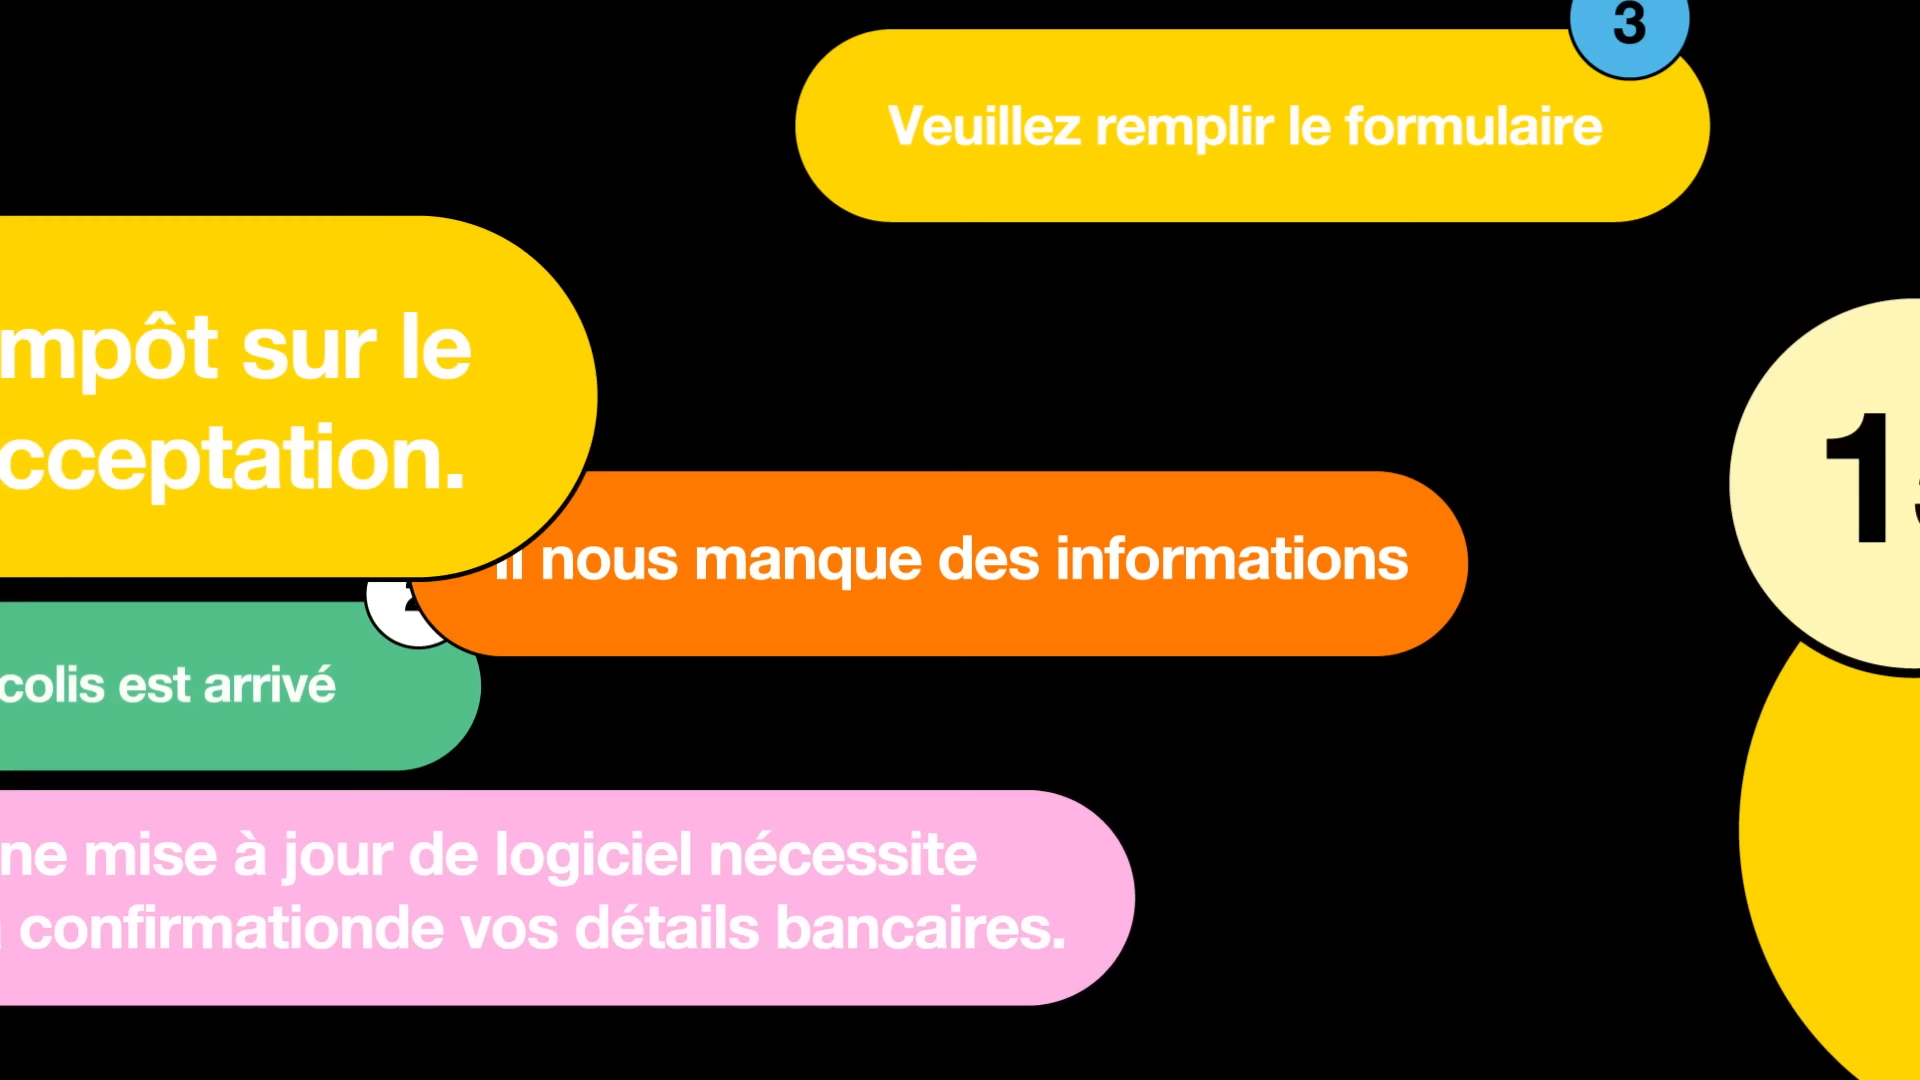 3
Veuillez remplir le formulaire
mpôt sur le
cceptation.
Il nous manque des informations
colis est arrivé
ne mise à jour de logiciel nécessite
confirmationde vos détails bancaires.